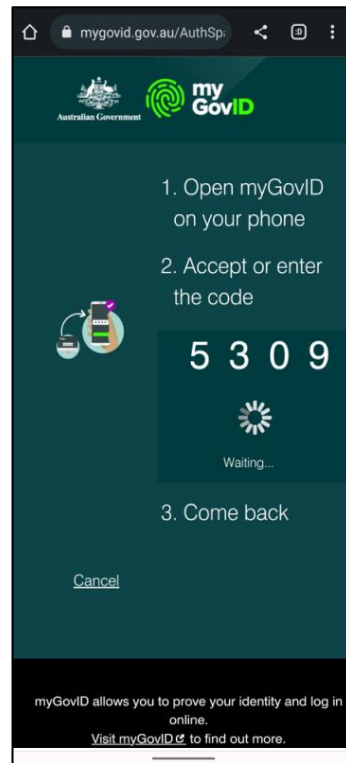 mygovid.gov.au/AuthSp
:D
Australian Government
my
GovID
1. Open myGovID
on your phone
2. Accept or enter
the code
5 3 0 9
Waiting...
3. Come back
Cancel
myGovID allows you to prove your identity and log in
online.
Visit myGovID to find out more.